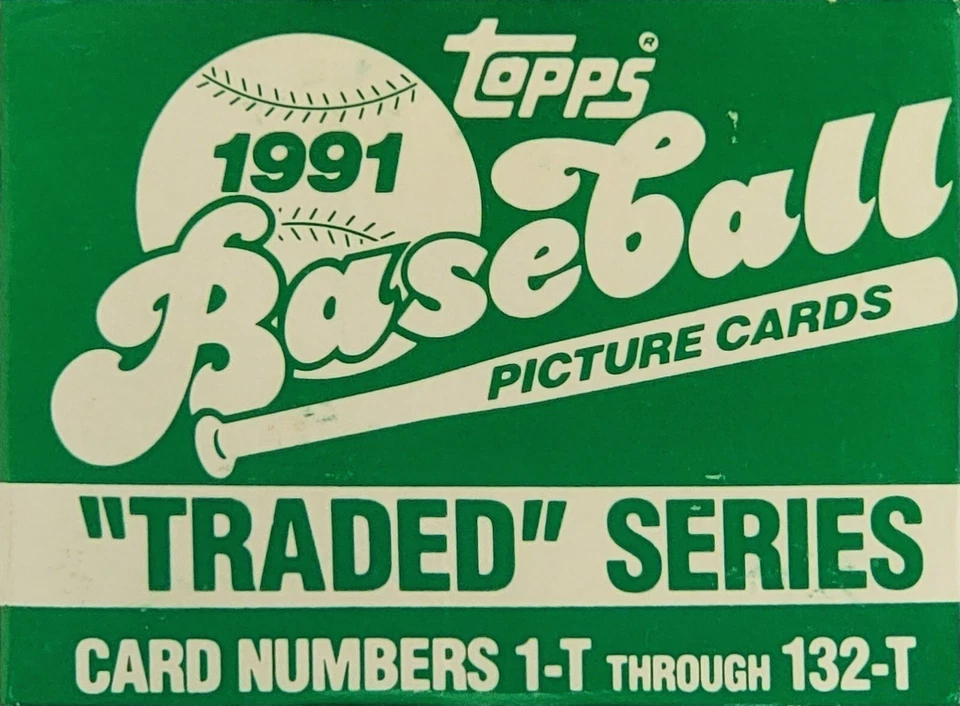 Topps®
1991
Baseball
PICTURE CARDS
"TRADED" SERIES
CARD NUMBERS 1-T THROUGH 132-T